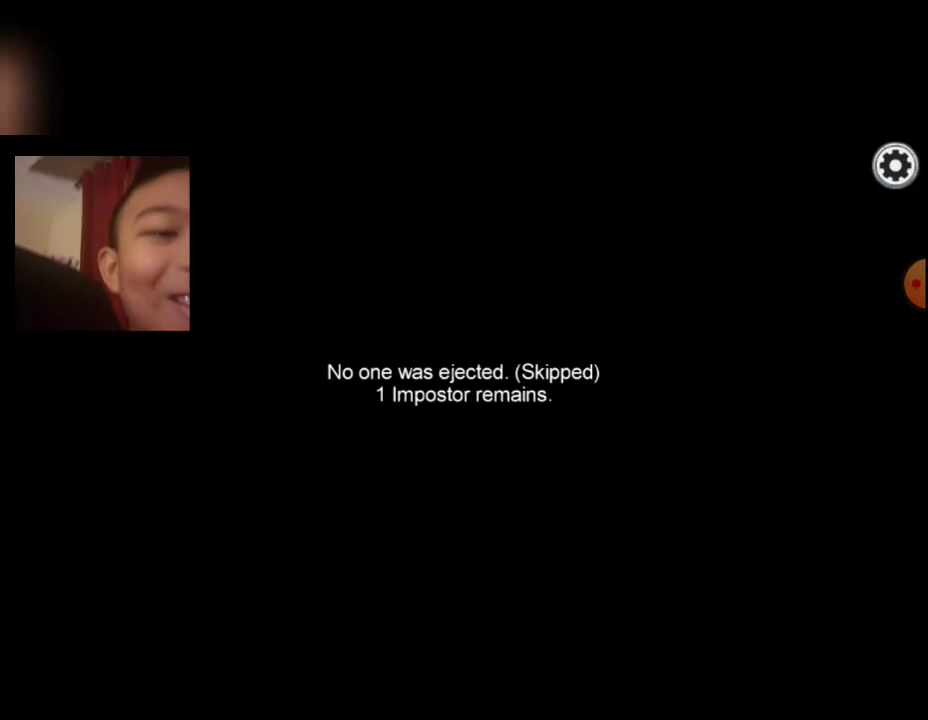 No one was ejected. (Skipped)
1 Impostor remains.